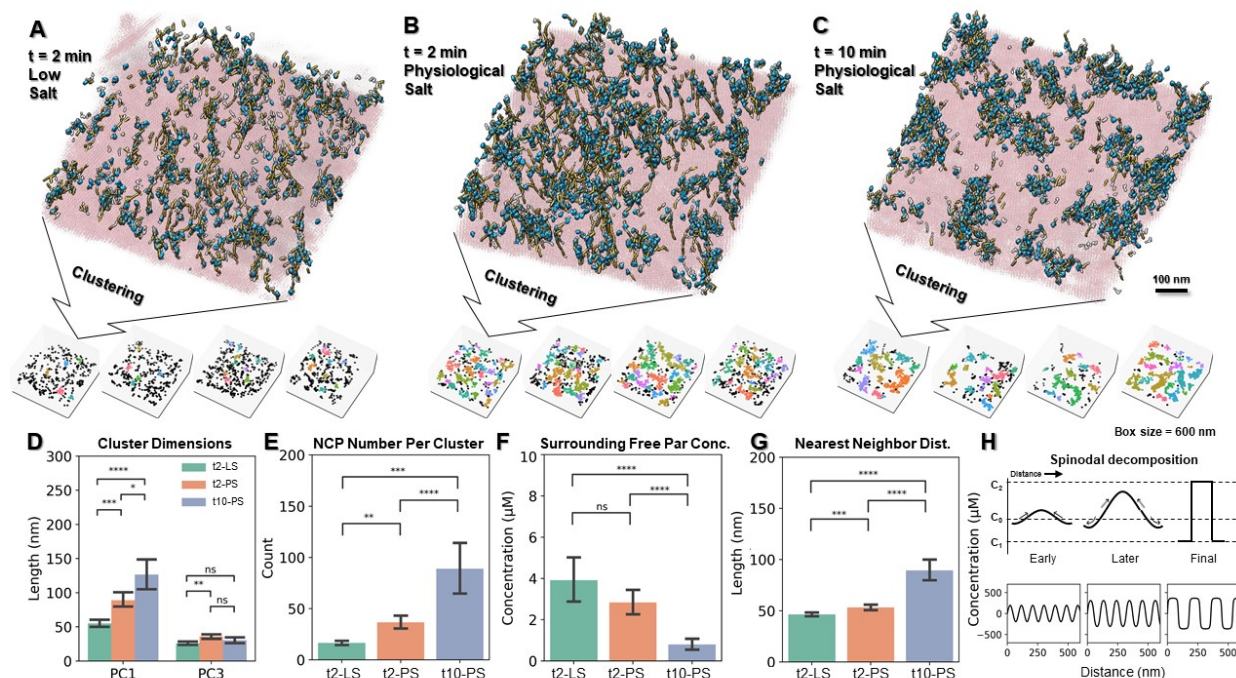 A
t = 2 min
Low
Salt
B
t = 2 min
Physiological
Salt
C
t = 10 min
Physiological
Salt
Clustering
Clustering
Clustering
100 nm
Box size = 600 nm
D
Cluster Dimensions
Length (nm)
300
250
200
150
100
50
0
t2-LS
t2-PS
t10-PS
****
***
*
ns
**
ns
PC1
PC3
E
NCP Number Per Cluster
Count
200
150
100
50
0
***
****
**
t2-LS
t2-PS
t10-PS
F
Surrounding Free Par Conc.
Concentration (μM)
8
6
4
2
0
****
****
ns
t2-LS
t2-PS
t10-PS
G
Nearest Neighbor Dist.
Length (nm)
200
150
100
50
0
****
****
***
t2-LS
t2-PS
t10-PS
H
Spinodal decomposition
Distance
C₂
C₀
C₁
Early
Later
Final
Concentration (μM)
500
0
−500
0
500
0
500
0
500
Distance (nm)